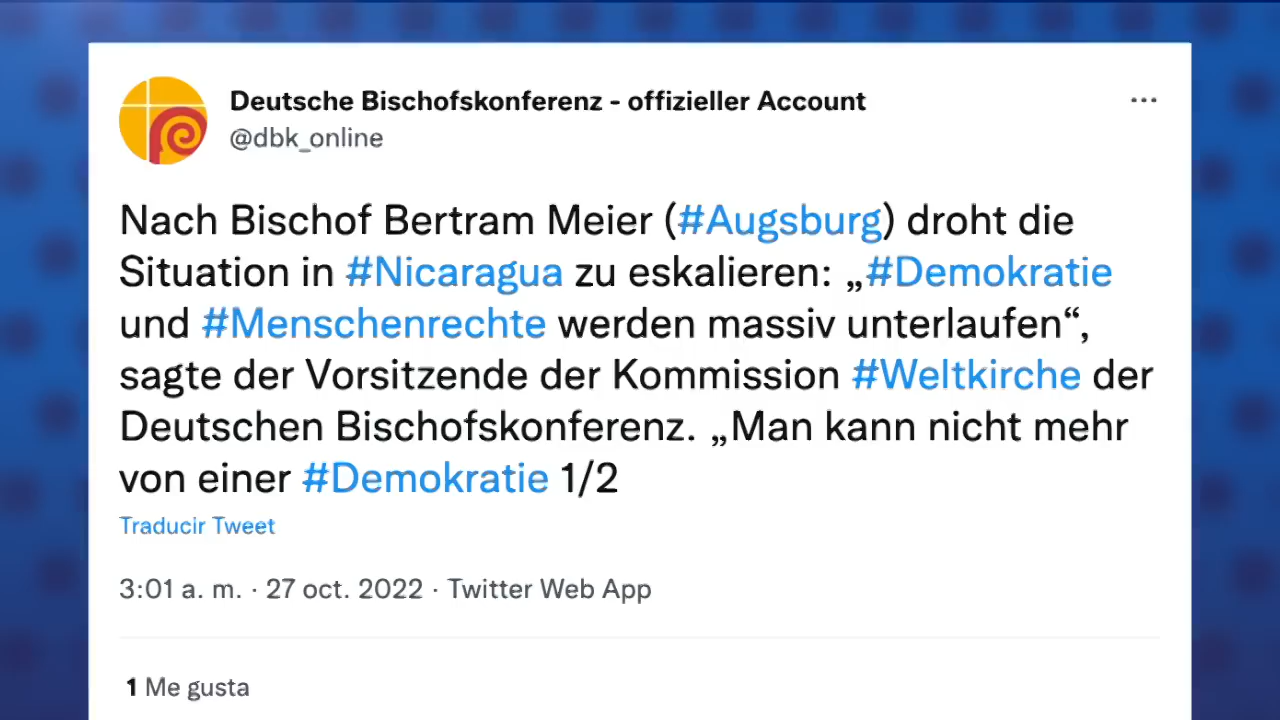 Deutsche Bischofskonferenz - offizieller Account
@dbk_online
Nach Bischof Bertram Meier (#Augsburg) droht die
Situation in #Nicaragua zu eskalieren: „#Demokratie
und #Menschenrechte werden massiv unterlaufen“,
sagte der Vorsitzende der Kommission #Weltkirche der
Deutschen Bischofskonferenz. „Man kann nicht mehr
von einer #Demokratie 1/2
Traducir Tweet
3:01 a. m. · 27 oct. 2022 · Twitter Web App
1 Me gusta